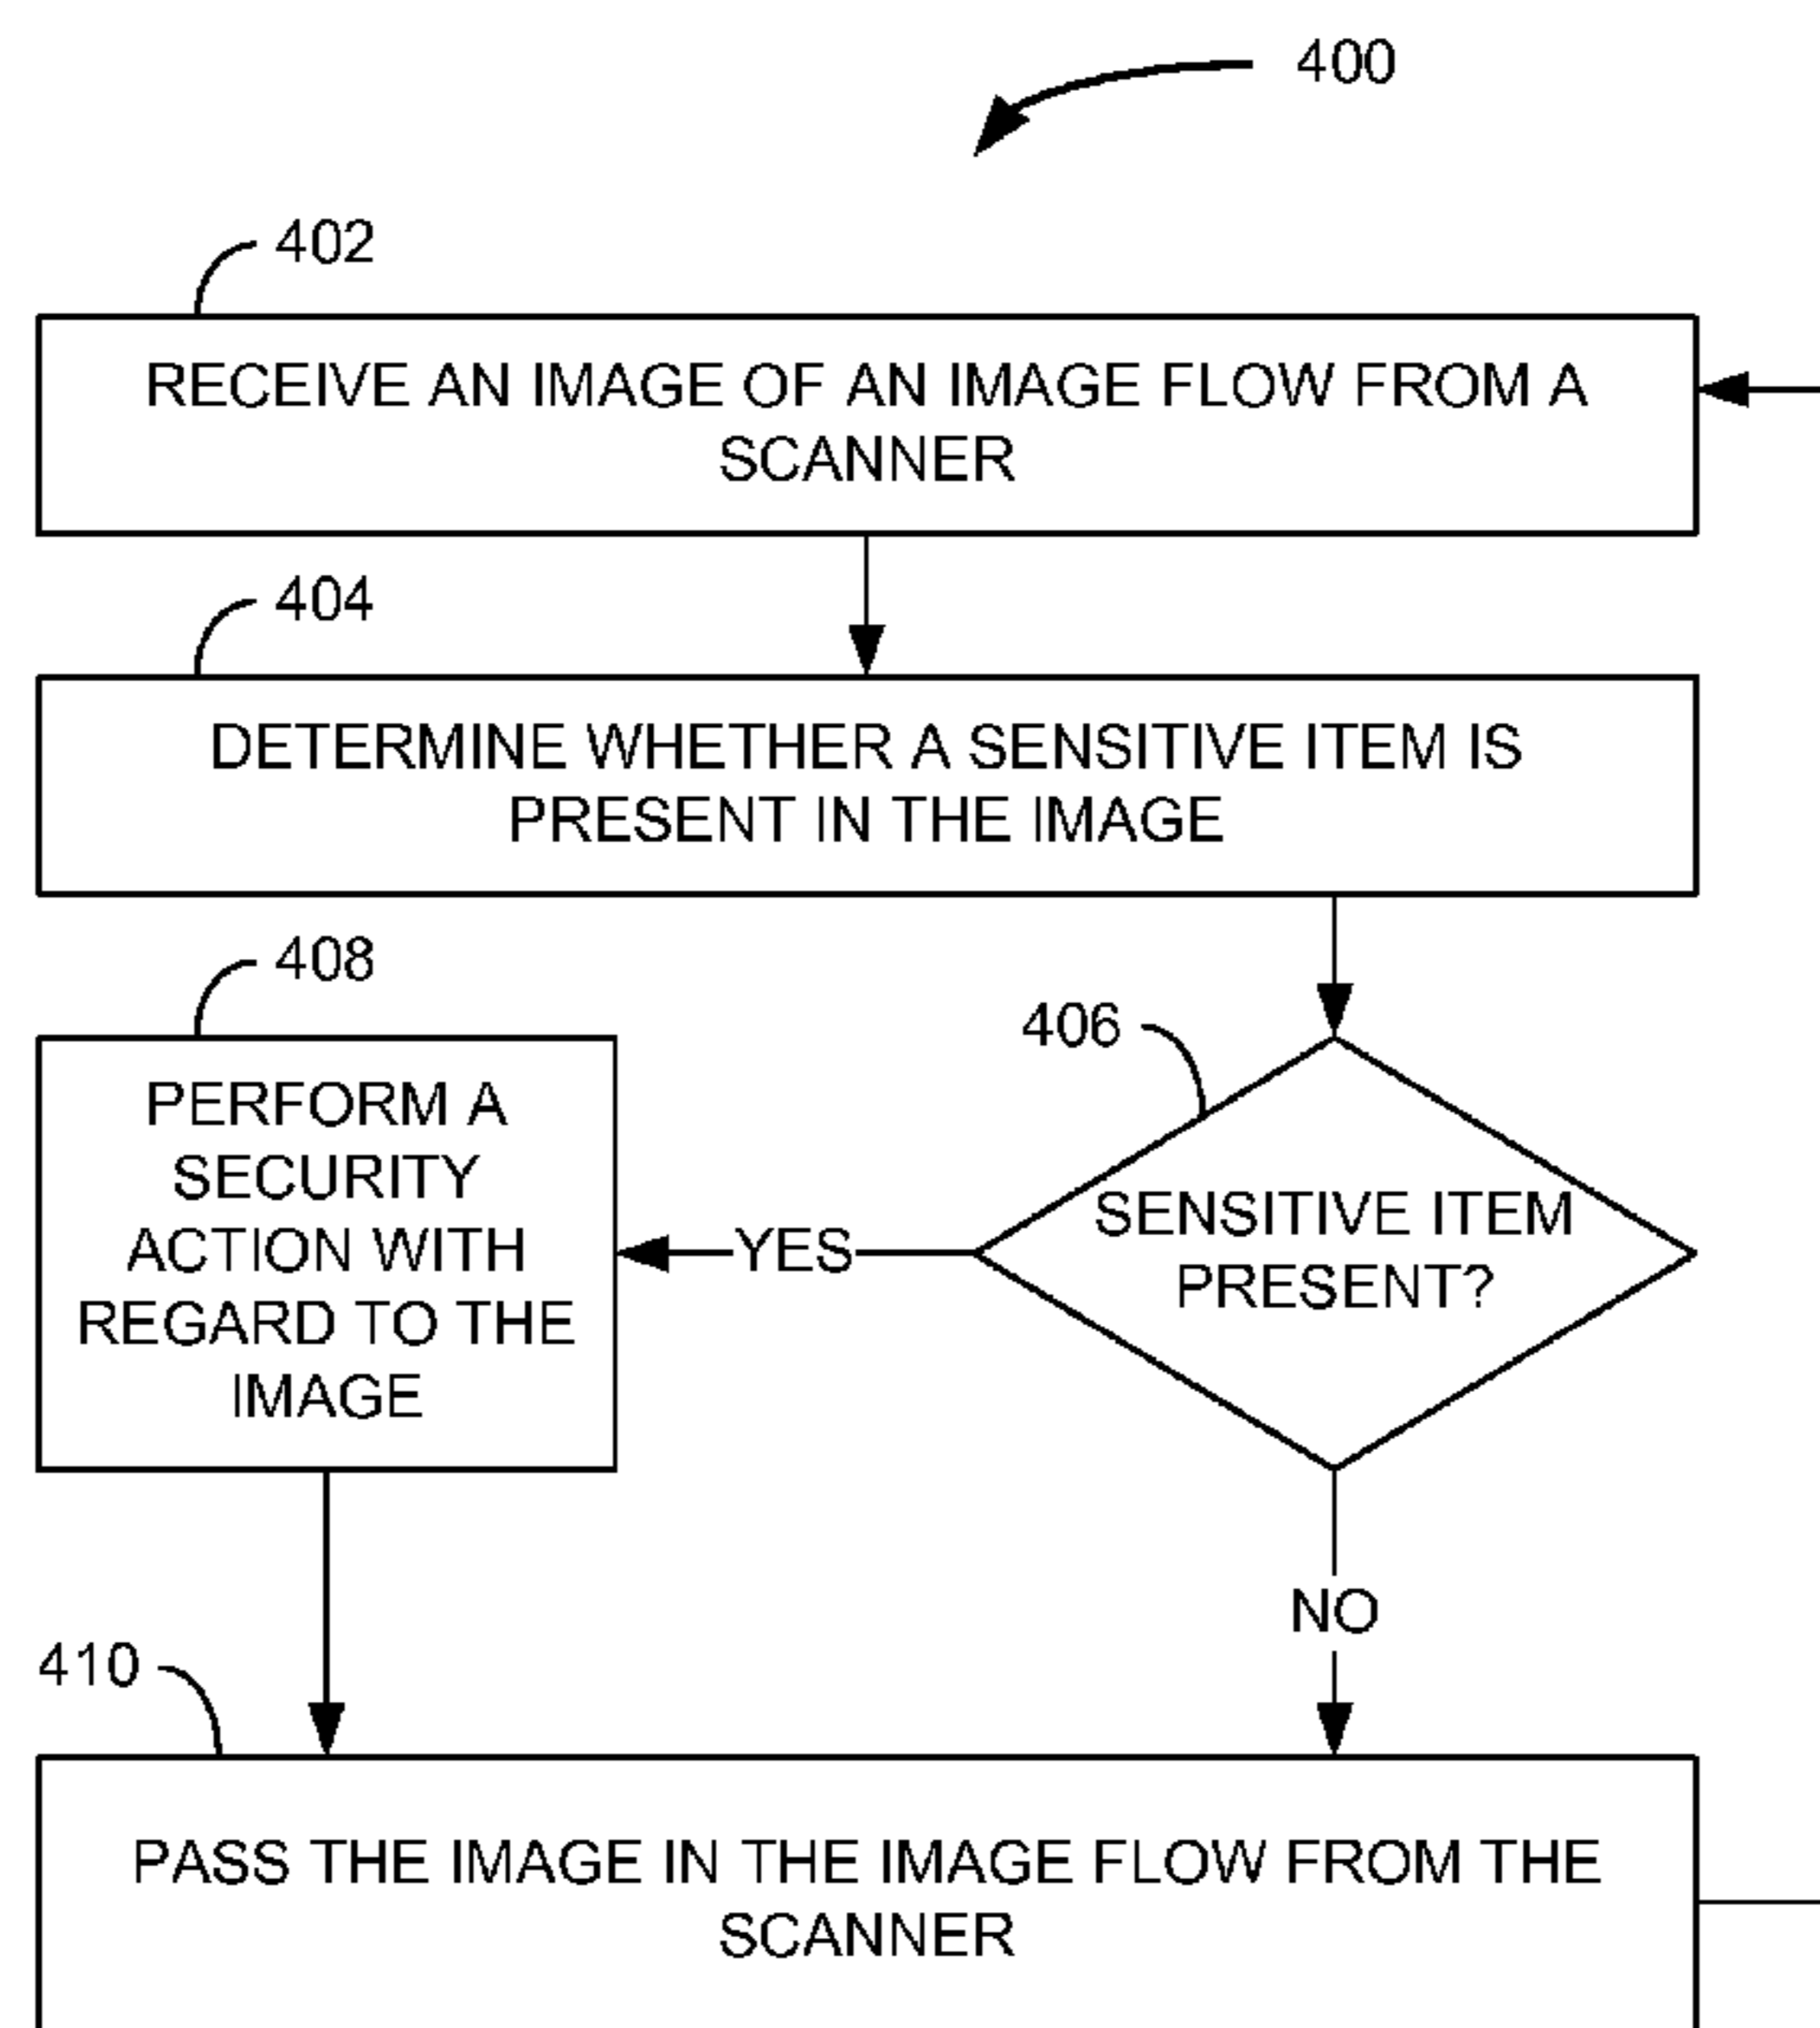 400
402
RECEIVE AN IMAGE OF AN IMAGE FLOW FROM A
SCANNER
404
DETERMINE WHETHER A SENSITIVE ITEM IS
PRESENT IN THE IMAGE
408
406
PERFORM A
SECURITY
ACTION WITH
REGARD TO THE
IMAGE
YES
SENSITIVE ITEM
PRESENT?
NO
410
PASS THE IMAGE IN THE IMAGE FLOW FROM THE
SCANNER